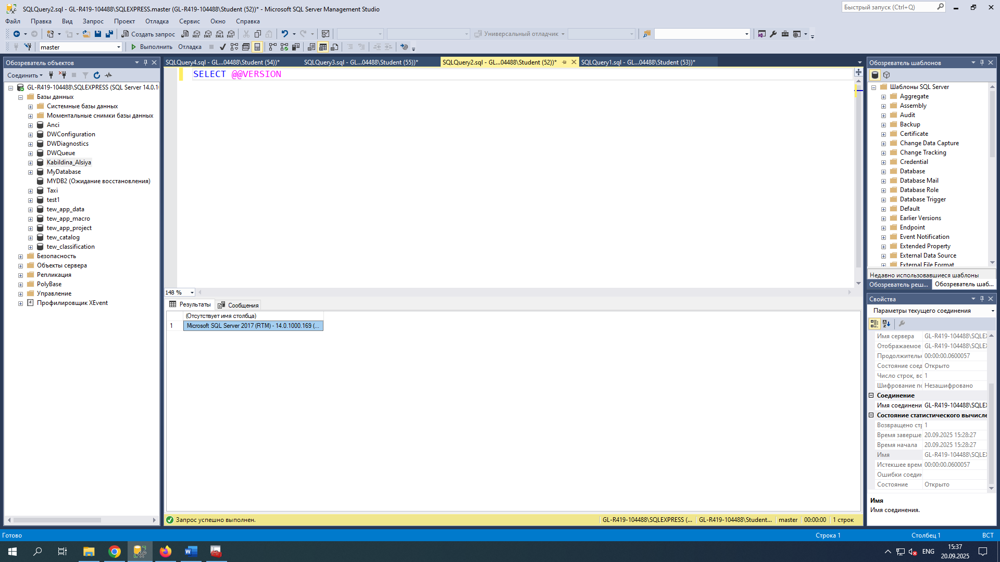 SQLQuery2.sql - GL-R419-104488\SQLEXPRESS.master (GL-R419-104488\Student (52))* - Microsoft SQL Server Management Studio
Быстрый запуск (Ctrl+Q)
Файл Правка Вид Запрос Проект Отладка Сервис Окно Справка
Создать запрос
MDX DMX XMLA DAX
Универсальный отладчик
master
Выполнить Отладка
Обозреватель объектов
Соединить
GL-R419-104488\SQLEXPRESS (SQL Server 14.0.1
Базы данных
Системные базы данных
Моментальные снимки базы данных
Anci
DWConfiguration
DWDiagnostics
DWQueue
Kabildina_Alsiya
MyDatabase
MYDB2 (Ожидание восстановления)
Taxi
test1
tew_app_data
tew_app_macro
tew_app_project
tew_catalog
tew_classification
Безопасность
Объекты сервера
Репликация
PolyBase
Управление
Профилировщик XEvent
SQLQuery4.sql - GL...04488\Student (54))*
SQLQuery3.sql - GL...04488\Student (55))*
SQLQuery2.sql - GL...04488\Student (52))*
SQLQuery1.sql - GL...04488\Student (53))*
SELECT @@VERSION
148 %
Результаты
Сообщения
(Отсутствует имя столбца)
1 Microsoft SQL Server 2017 (RTM) - 14.0.1000.169 (...
Запрос успешно выполнен.
GL-R419-104488\SQLEXPRESS (...
GL-R419-104488\Student...
master
00:00:00
1 строк
Обозреватель шаблонов
Шаблоны SQL Server
Aggregate
Assembly
Audit
Backup
Certificate
Change Data Capture
Change Tracking
Credential
Database
Database Mail
Database Role
Database Trigger
Default
Earlier Versions
Endpoint
Event Notification
Extended Property
External Data Source
External File Format
Недавно использовавшиеся шаблоны
Обозреватель реш...
Обозреватель шаб...
Свойства
Параметры текущего соединения
Имя сервера GL-R419-104488\SQLEX
Отображаемое GL-R419-104488\SQLEX
Продолжительн 00:00:00.0600057
Состояние соед Открыто
Число строк, вс 1
Шифрование по Незашифровано
Соединение
Имя соединени GL-R419-104488\SQLEX
Состояние статистического вычисле
Возвращено стр 1
Время заверше 20.09.2025 15:28:27
Время начала 20.09.2025 15:28:27
Имя GL-R419-104488\SQLEX
Истекшее врем 00:00:00.0600057
Ошибки соедин
Состояние Открыто
Имя
Имя соединения.
Готово
Строка 1
Столбец 1
ВСТ
ENG
15:37
20.09.2025